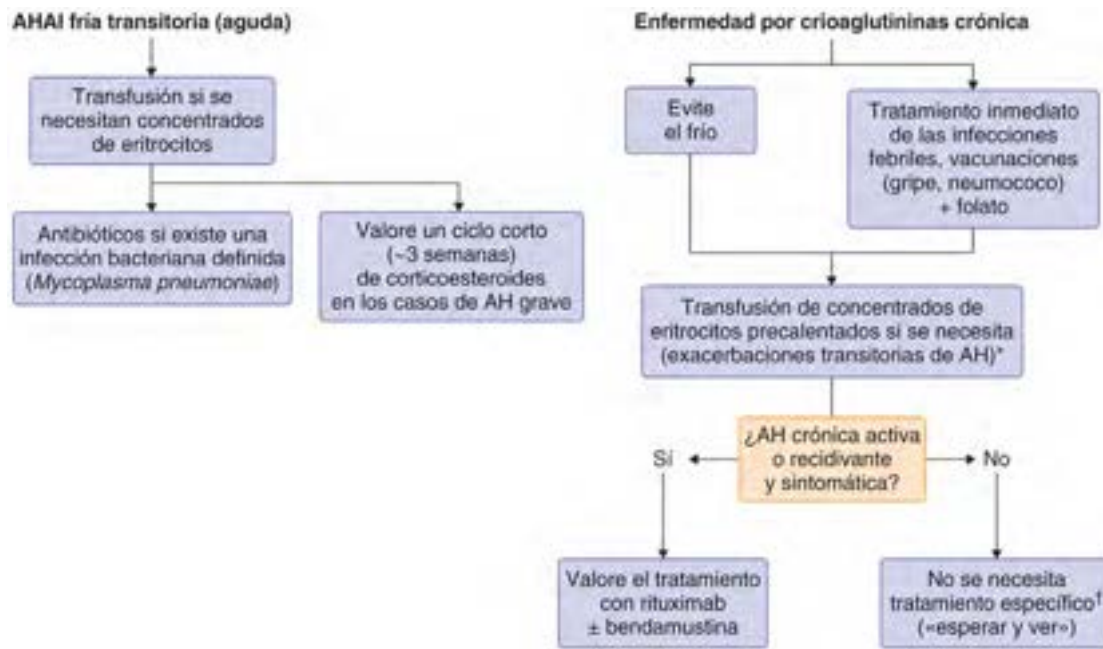 AHAI fría transitoria (aguda)
Transfusión si se
necesitan concentrados
de eritrocitos
Antibióticos si existe una
infección bacteriana definida
(Mycoplasma pneumoniae)
Valore un ciclo corto
(~3 semanas)
de corticoesteroides
en los casos de AH grave
Enfermedad por crioaglutininas crónica
Evite
el frío
Tratamiento inmediato
de las infecciones
febriles, vacunaciones
(gripe, neumococo)
+ folato
Transfusión de concentrados de
eritrocitos precalentados si se necesita
(exacerbaciones transitorias de AH)*
¿AH crónica activa
o recidivante
y sintomática?
Sí
No
Valore el tratamiento
con rituximab
± bendamustina
No se necesita
tratamiento específico†
(«esperar y ver»)